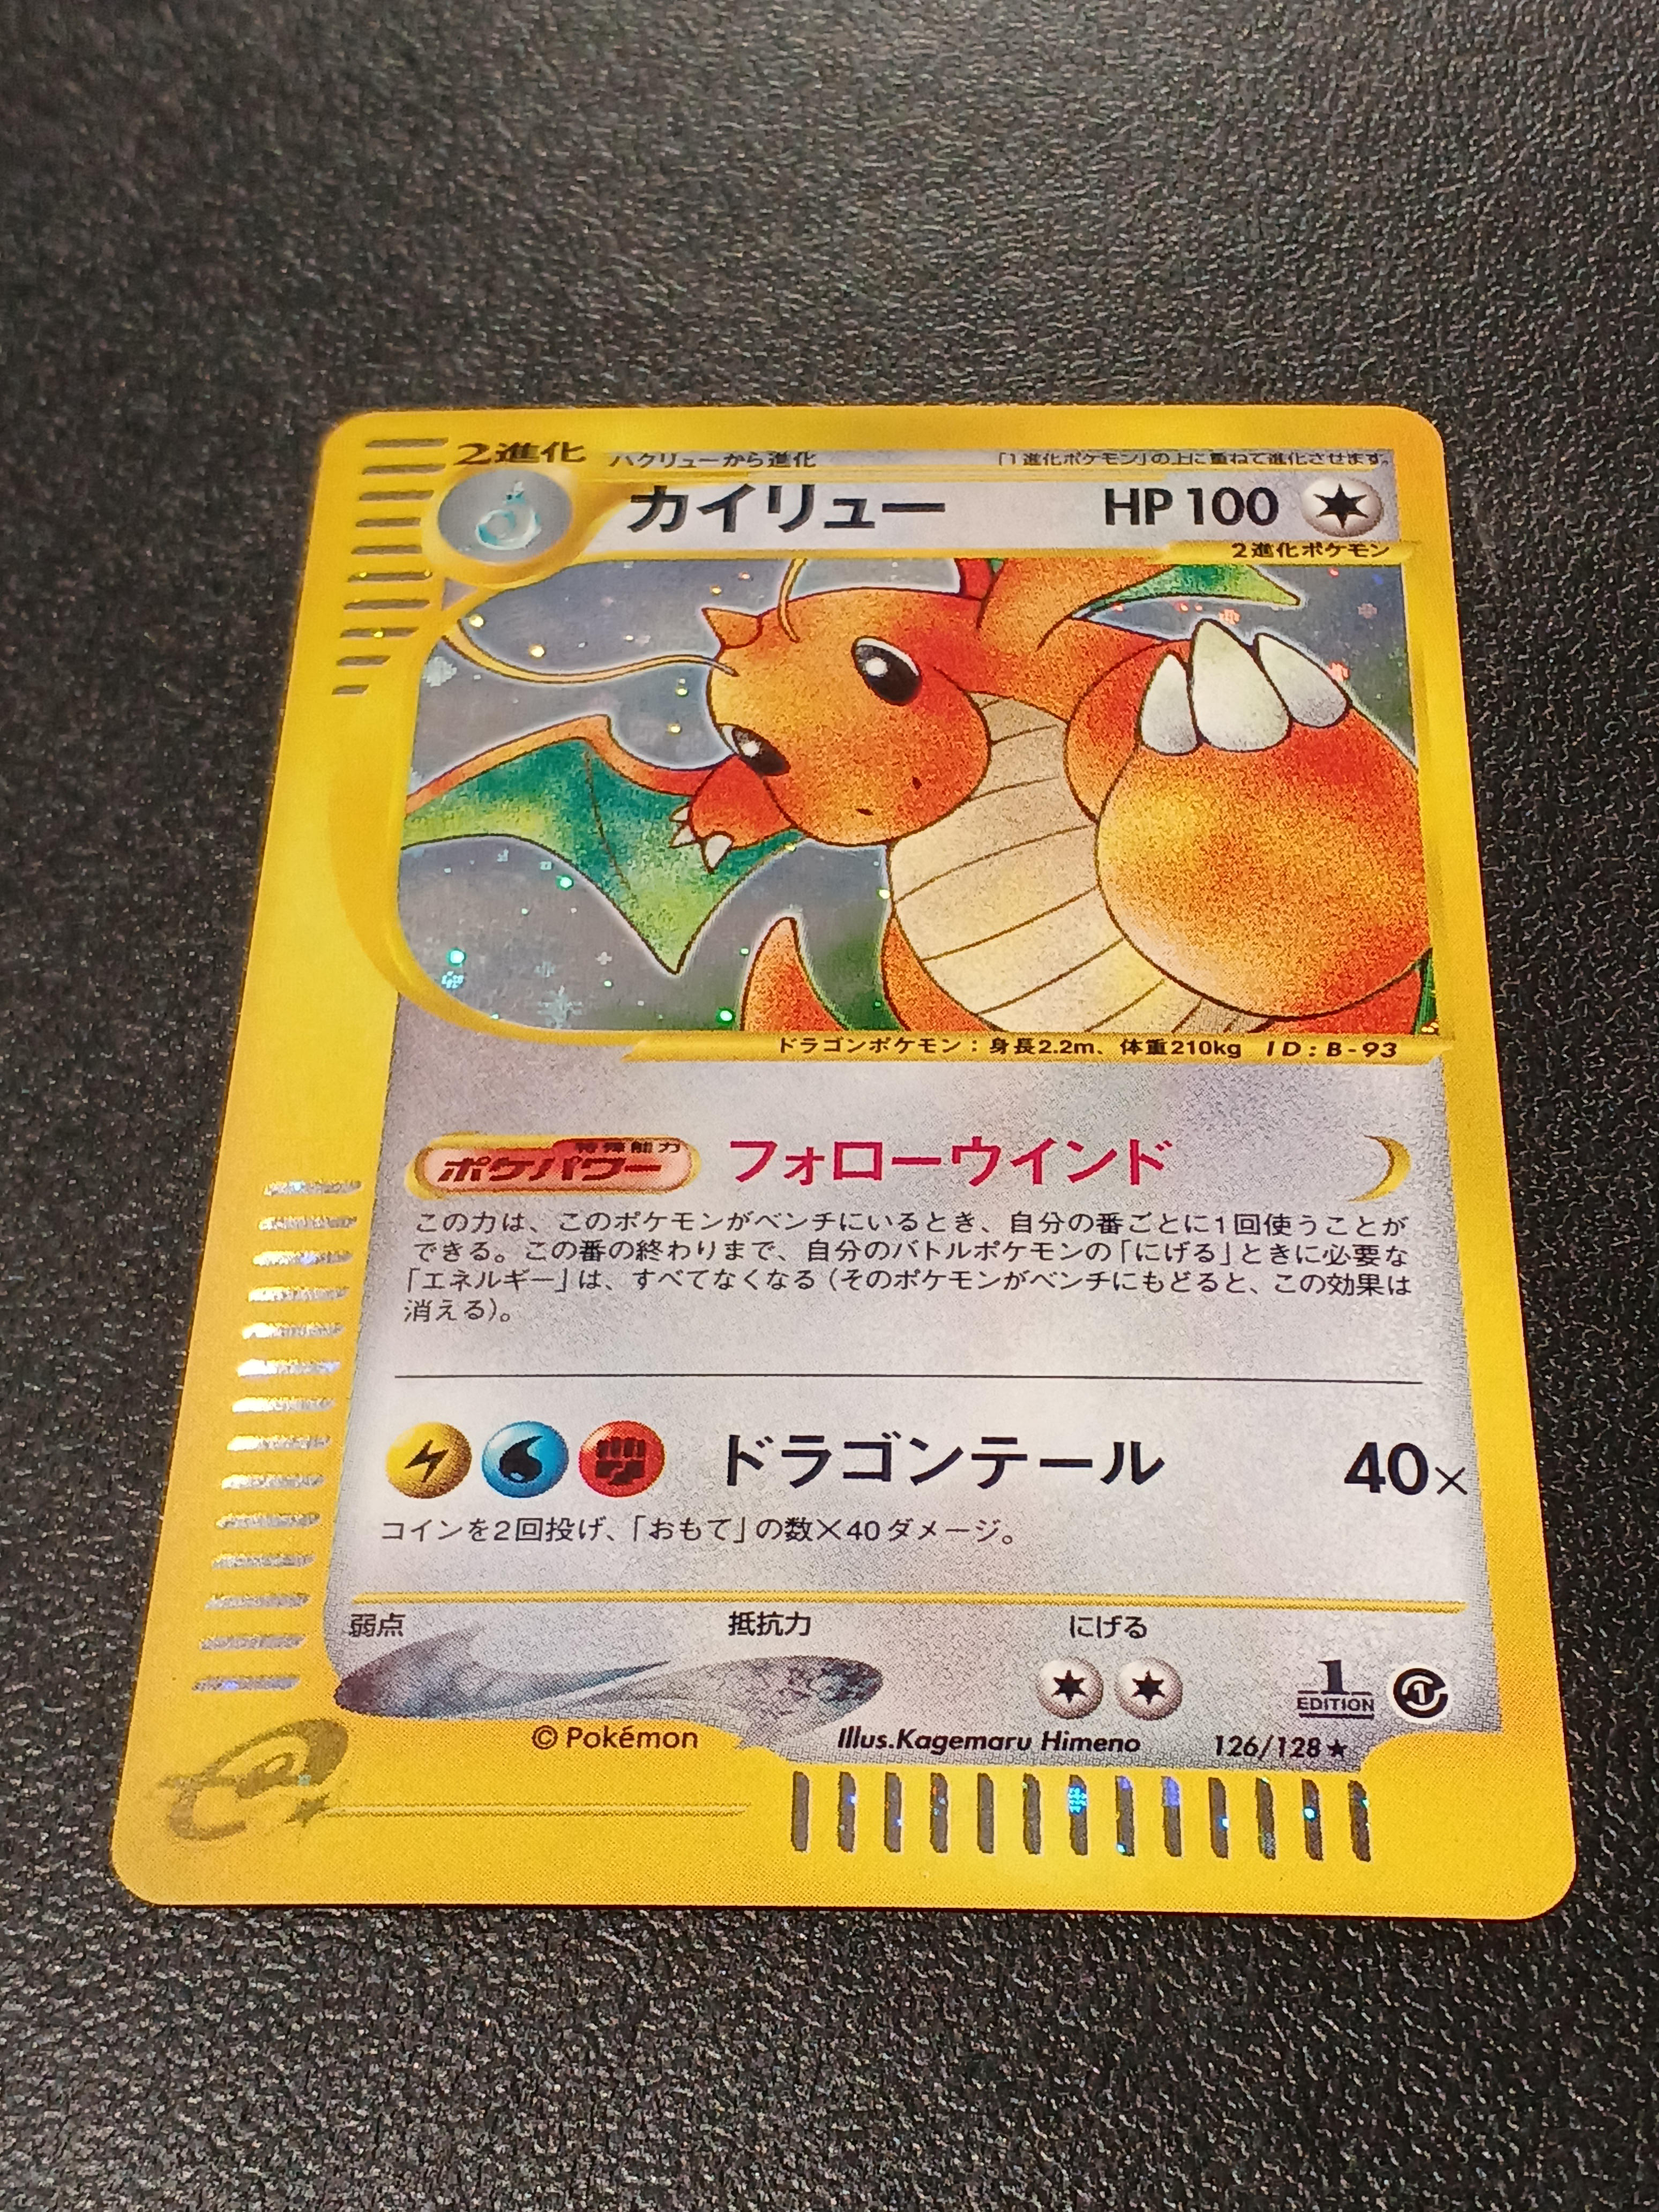 2進化 ハクリューから進化 「1進化ポケモン」の上に重ねて進化させます。
カイリュー HP 100
2進化ポケモン
ドラゴンポケモン：身長2.2m、体重210kg ID：B-93
特殊能力
ポケパワー フォローウインド
この力は、このポケモンがベンチにいるとき、自分の番ごとに1回使うことが
できる。この番の終わりまで、自分のバトルポケモンの「にげる」ときに必要な
「エネルギー」は、すべてなくなる（そのポケモンがベンチにもどると、この効果は
消える）。
ドラゴンテール 40×
コインを2回投げ、「おもて」の数×40ダメージ。
弱点 抵抗力 にげる
1
EDITION
© Pokémon Illus.Kagemaru Himeno 126/128★
e